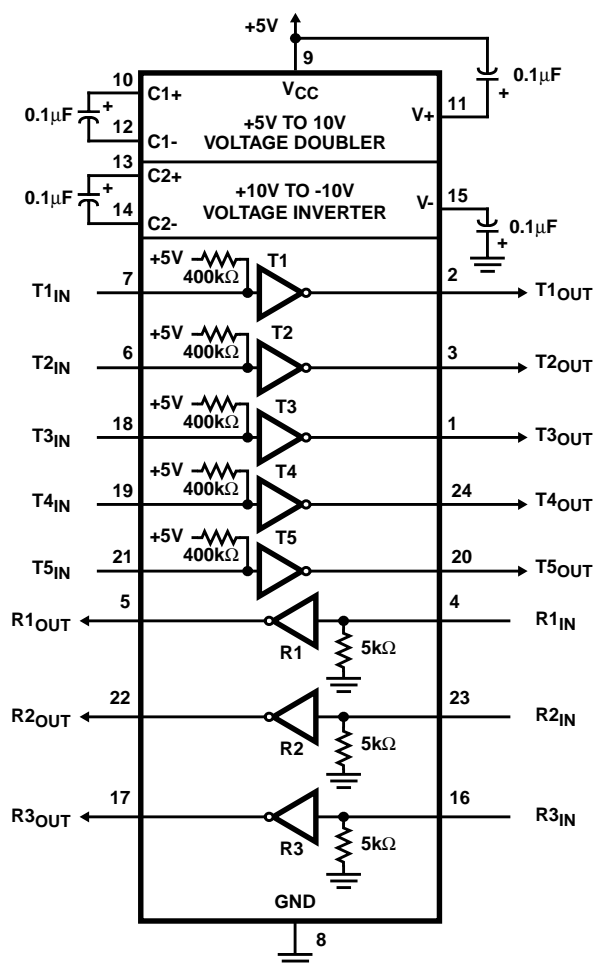 +5V
9
VCC
10
C1+
0.1µF
+
12
C1-
+5V TO 10V
VOLTAGE DOUBLER
V+
11
0.1µF
+
13
C2+
0.1µF
+
14
C2-
+10V TO -10V
VOLTAGE INVERTER
V-
15
0.1µF
+
T1IN
7
+5V
400kΩ
T1
2
T1OUT
T2IN
6
+5V
400kΩ
T2
3
T2OUT
T3IN
18
+5V
400kΩ
T3
1
T3OUT
T4IN
19
+5V
400kΩ
T4
24
T4OUT
T5IN
21
+5V
400kΩ
T5
20
T5OUT
R1OUT
5
R1
5kΩ
4
R1IN
R2OUT
22
R2
5kΩ
23
R2IN
R3OUT
17
R3
5kΩ
16
R3IN
GND
8